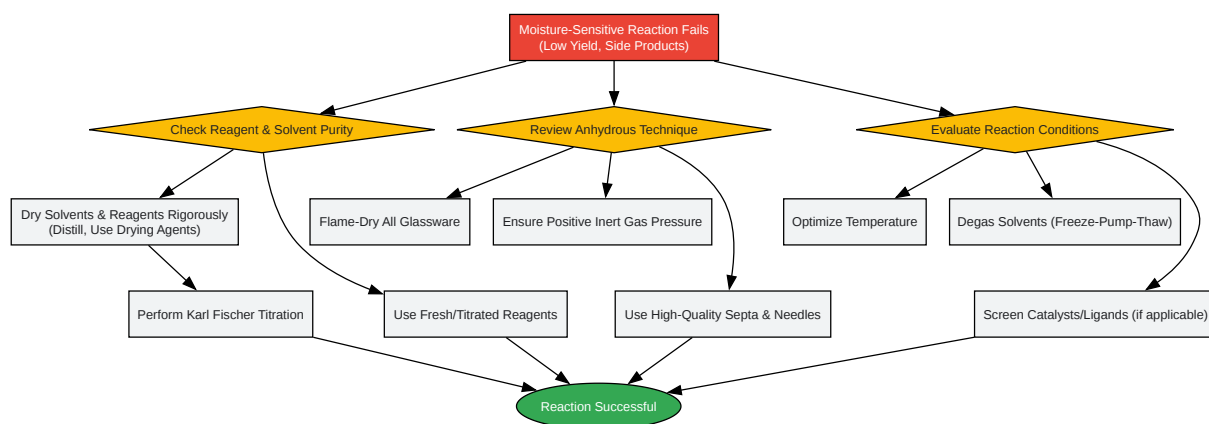 Moisture-Sensitive Reaction Fails
(Low Yield, Side Products)
Check Reagent & Solvent Purity
Review Anhydrous Technique
Evaluate Reaction Conditions
Dry Solvents & Reagents Rigorously
(Distill, Use Drying Agents)
Flame-Dry All Glassware
Ensure Positive Inert Gas Pressure
Optimize Temperature
Degas Solvents (Freeze-Pump-Thaw)
Perform Karl Fischer Titration
Use Fresh/Titrated Reagents
Use High-Quality Septa & Needles
Screen Catalysts/Ligands (if applicable)
Reaction Successful